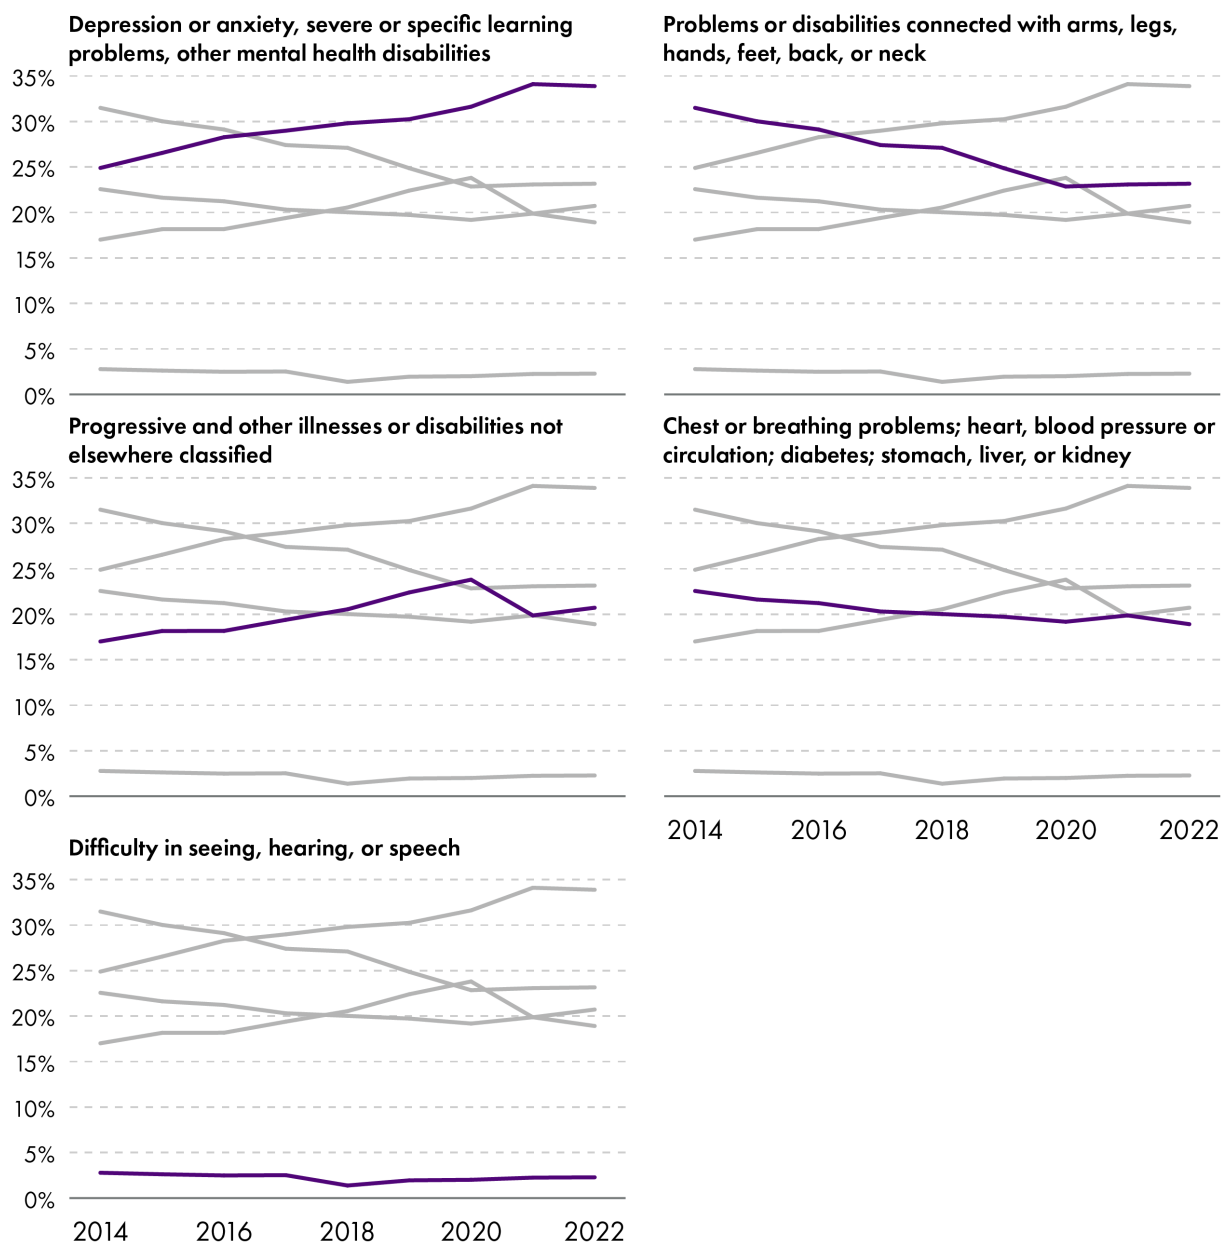 Depression or anxiety, severe or specific learning
problems, other mental health disabilities
35%
30%
25%
20%
15%
10%
5%
0%
Problems or disabilities connected with arms, legs,
hands, feet, back, or neck
Progressive and other illnesses or disabilities not
elsewhere classified
35%
30%
25%
20%
15%
10%
5%
0%
Chest or breathing problems; heart, blood pressure or
circulation; diabetes; stomach, liver, or kidney
2014 2016 2018 2020 2022
Difficulty in seeing, hearing, or speech
35%
30%
25%
20%
15%
10%
5%
0%
2014 2016 2018 2020 2022